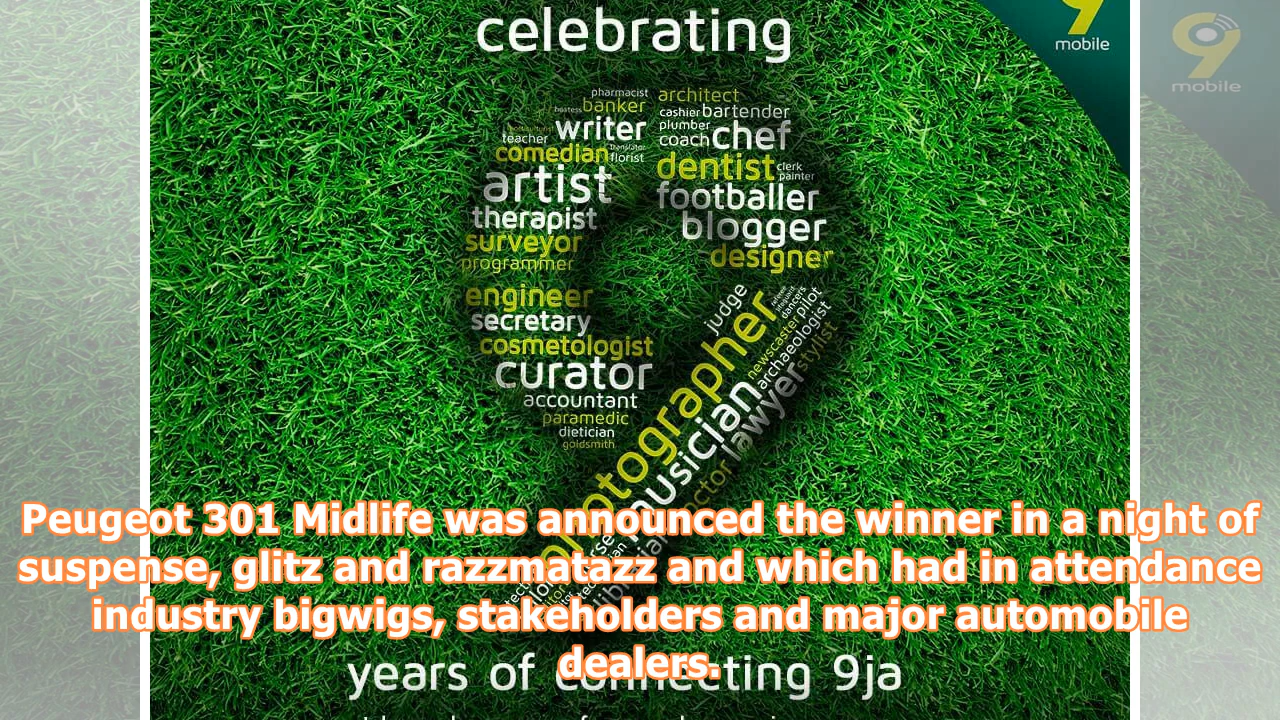 celebrating
9
mobile
9
mobile
pharmacist
architect
hostess
banker
cashier
bartender
writer
plumber
chef
teacher
translator
coach
comedian
florist
dentist
clerk
painter
artist
footballer
therapist
blogger
surveyor
designer
programmer
engineer
judge
photographer
dancers
pilot
secretary
newscaster
archaeologist
stylist
cosmetologist
curator
musician
lawyer
accountant
paramedic
dietician
goldsmith
Peugeot 301 Midlife was announced the winner in a night of
suspense, glitz and razzmatazz and which had in attendance
industry bigwigs, stakeholders and major automobile
dealers.
years of connecting 9ja